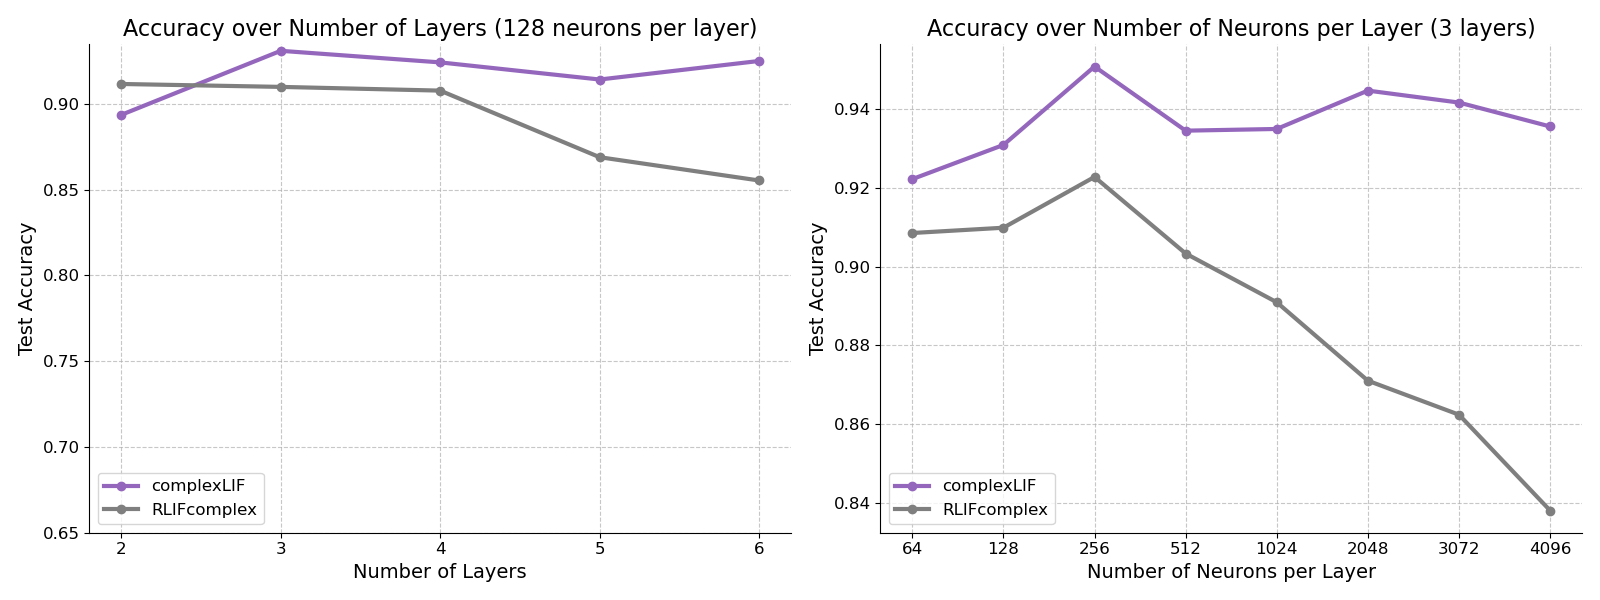 Accuracy over Number of Layers (128 neurons per layer)
0.90
0.85
0.80
0.75
0.70
0.65
Test Accuracy
complexLIF
RLIFcomplex
2 3 4 5 6
Number of Layers
Accuracy over Number of Neurons per Layer (3 layers)
0.94
0.92
0.90
0.88
0.86
0.84
Test Accuracy
complexLIF
RLIFcomplex
64 128 256 512 1024 2048 3072 4096
Number of Neurons per Layer